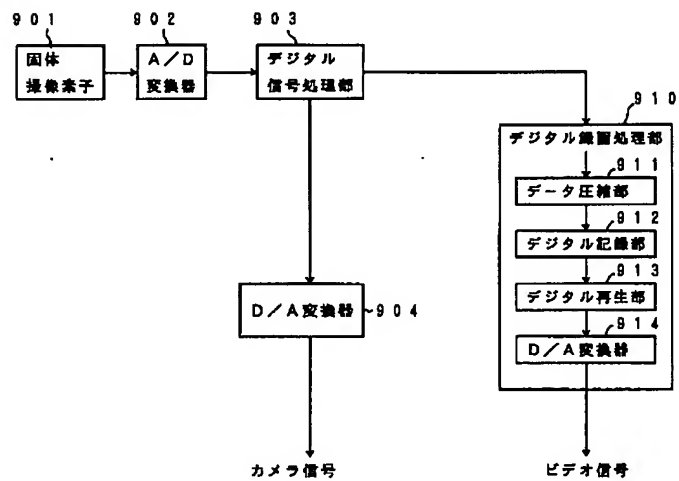 901
902
903
固体
撮像素子
A/D
変換器
デジタル
信号処理部
910
デジタル録画処理部
911
データ圧縮部
912
デジタル記録部
913
デジタル再生部
914
D/A変換器
D/A変換器
904
カメラ信号
ビデオ信号